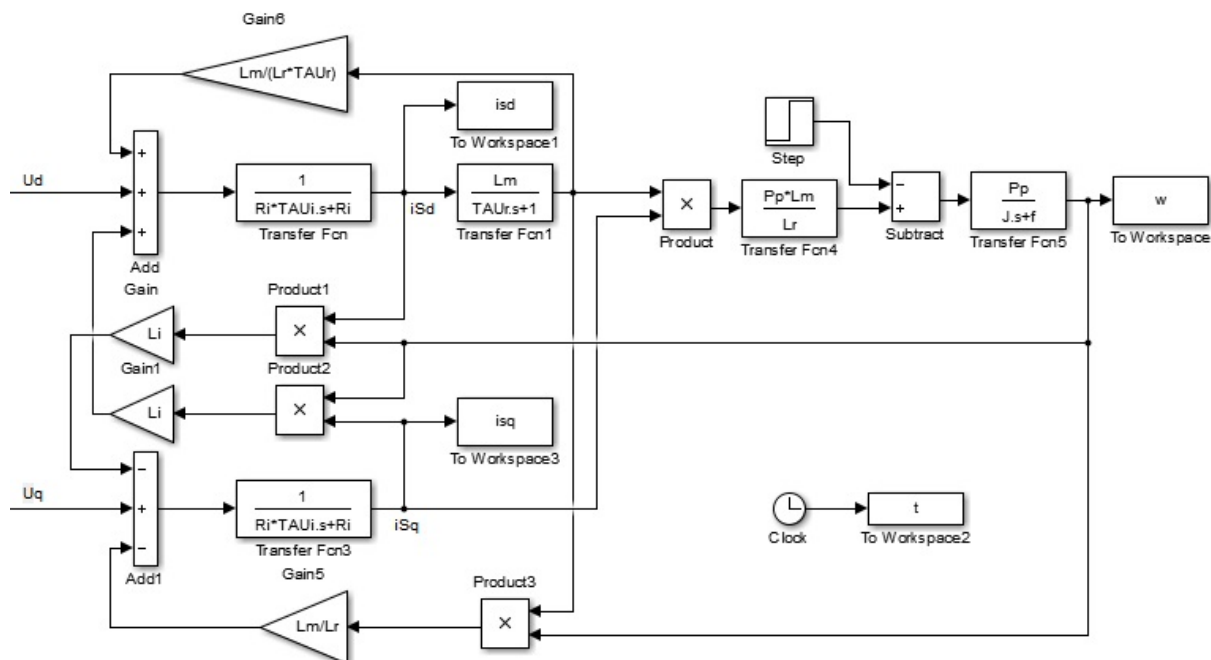 Gain6
Lm/(Lr*TAUr)
isd
To Workspace1
Step
Ud
+
+
+
Add
1
Ri*TAUi.s+Ri
Transfer Fcn
iSd
Lm
TAUr.s+1
Transfer Fcn1
×
Product
Pp*Lm
Lr
Transfer Fcn4
−
+
Subtract
Pp
J.s+f
Transfer Fcn5
w
To Workspace
Gain
Li
Product1
×
Gain1
Li
Product2
×
isq
To Workspace3
Uq
−
+
−
Add1
1
Ri*TAUi.s+Ri
Transfer Fcn3
iSq
Clock
t
To Workspace2
Gain5
Lm/Lr
Product3
×